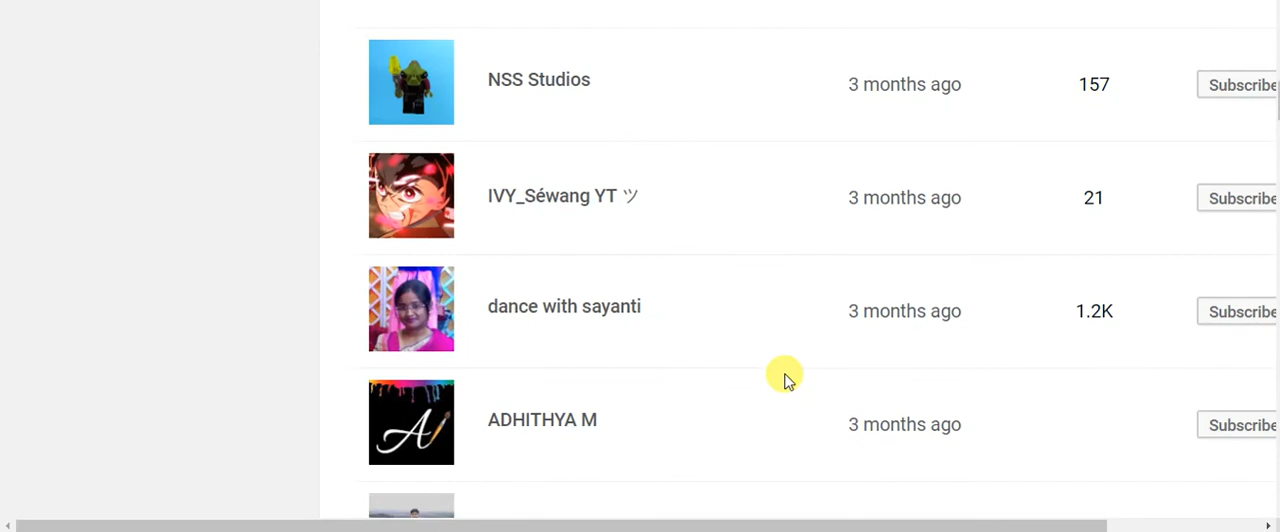 NSS Studios 3 months ago 157 Subscribe
IVY_Séwang YT ツ 3 months ago 21 Subscribe
dance with sayanti 3 months ago 1.2K Subscribe
ADHITHYA M 3 months ago Subscribe